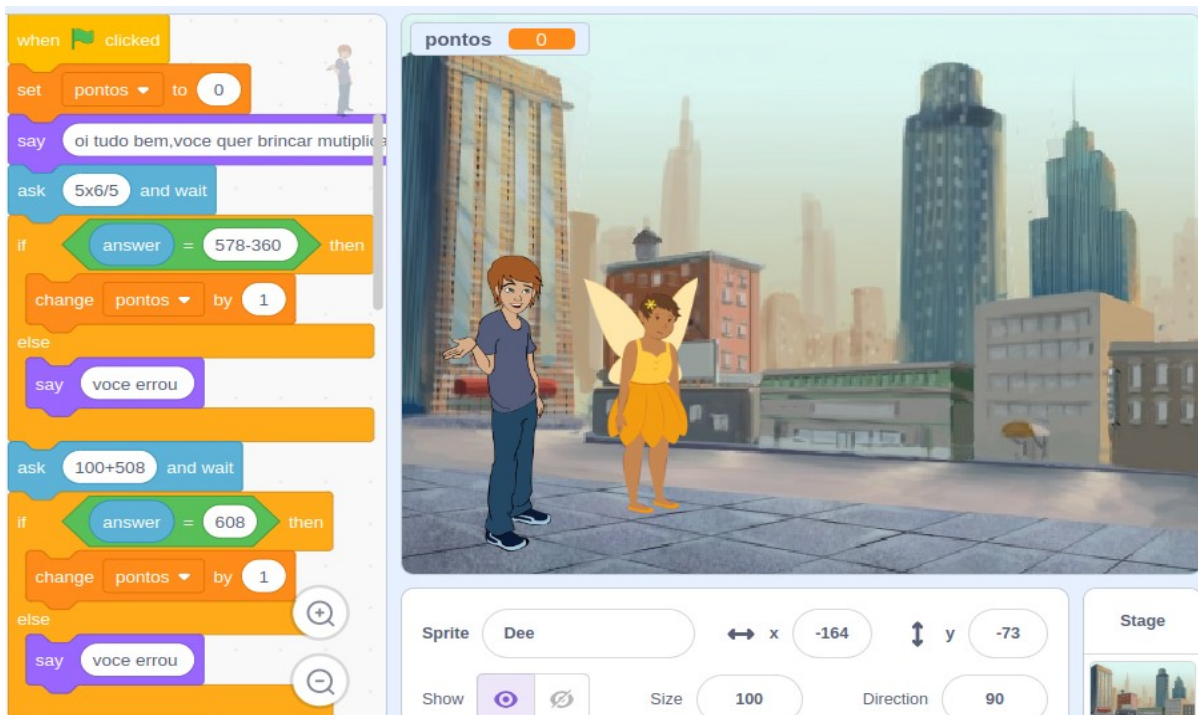 when clicked
set pontos to 0
say oi tudo bem,voce quer brincar mutiplica
ask 5x6/5 and wait
if answer = 578-360 then
change pontos by 1
else
say voce errou
ask 100+508 and wait
if answer = 608 then
change pontos by 1
else
say voce errou
pontos 0
Sprite Dee x -164 y -73
Show Size 100 Direction 90
Stage